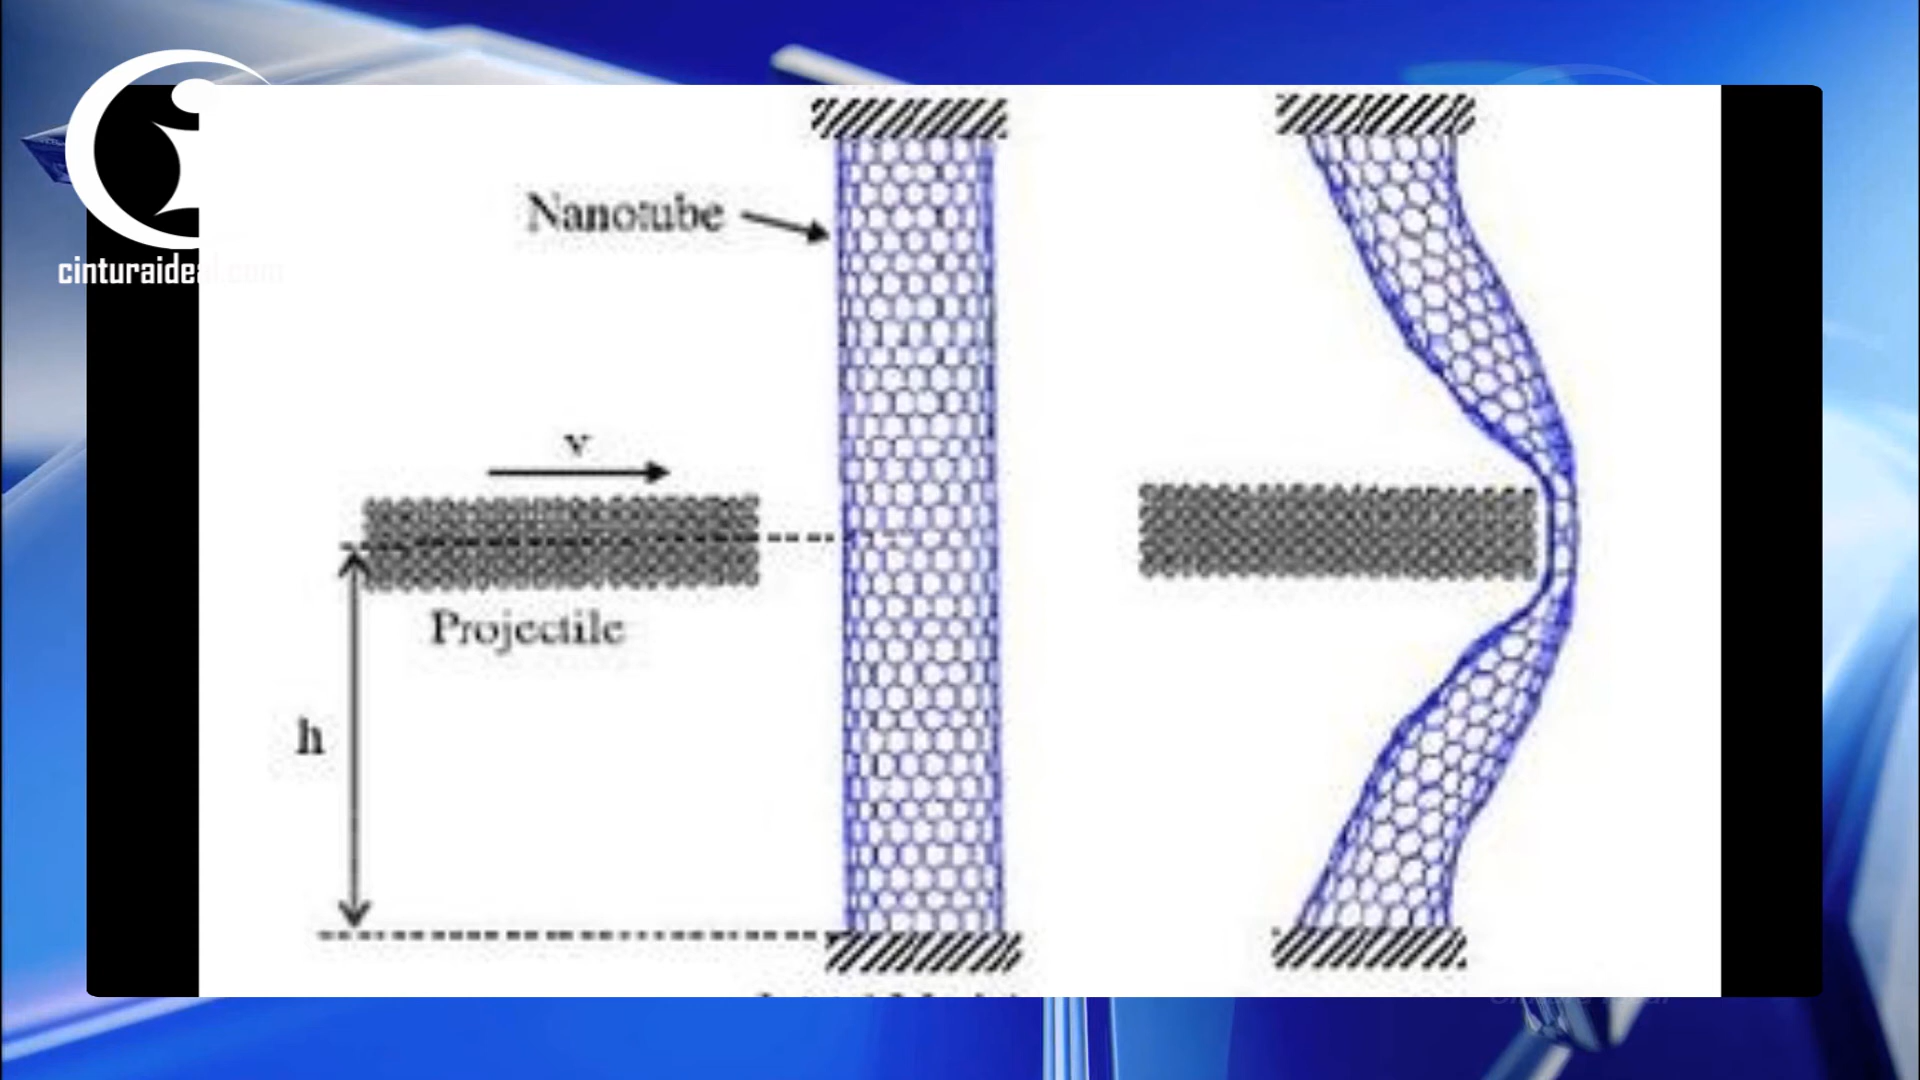 cinturaideal.com
Nanotube
v
Projectile
h